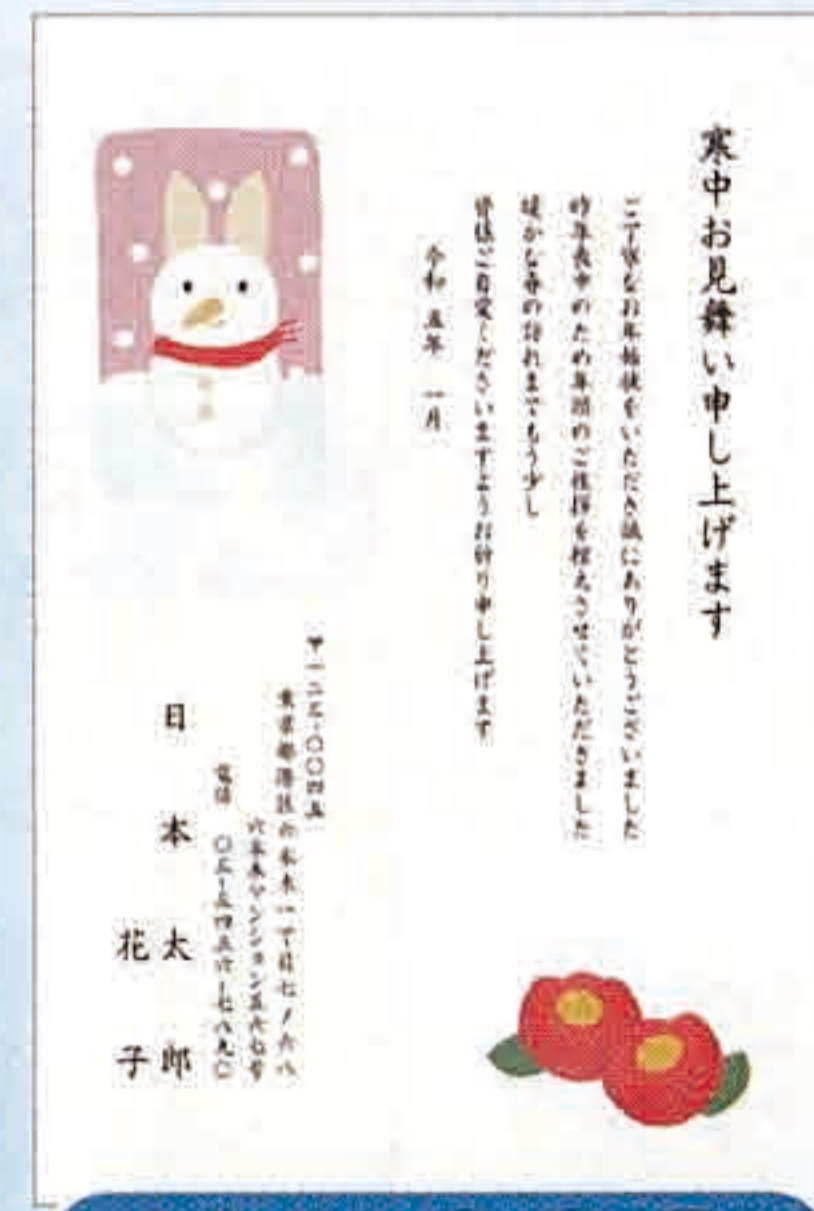 寒中お見舞い申し上げます
ご丁寧なお年始状をいただき誠にありがとうございました
昨年喪中のため年頭のご挨拶を控えさせていただきました
暖かな春の訪れまでもう少し
皆様ご自愛くださいますようお祈り申し上げます
令和五年 一月
〒一二三-〇〇四五
東京都港区六本木一丁目七ノ六八
六本木マンション五六七号
電話 〇三-五四五六-七八九〇
日本太郎
花子